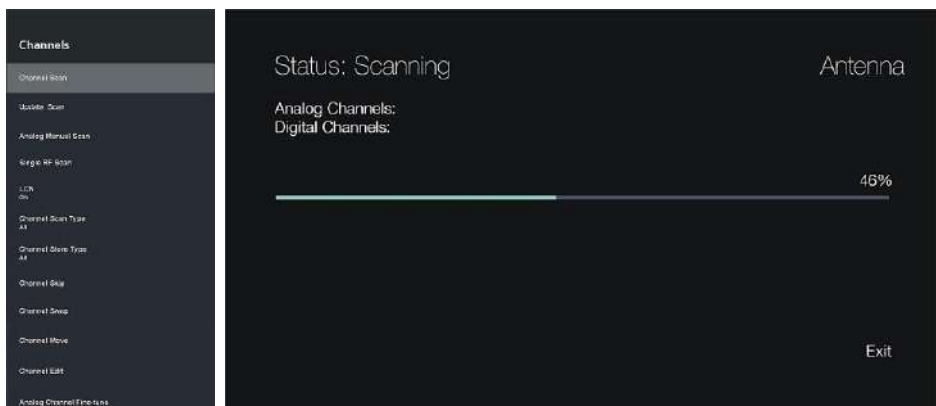 Channels
Channel Scan
Update Scan
Analog Manual Scan
Single RF Scan
LCN
On
Channel Scan Type
All
Channel Store Type
All
Channel Skip
Channel Swap
Channel Move
Channel Edit
Analog Channel Fine-tune
Status: Scanning
Antenna
Analog Channels:
Digital Channels:
46%
Exit